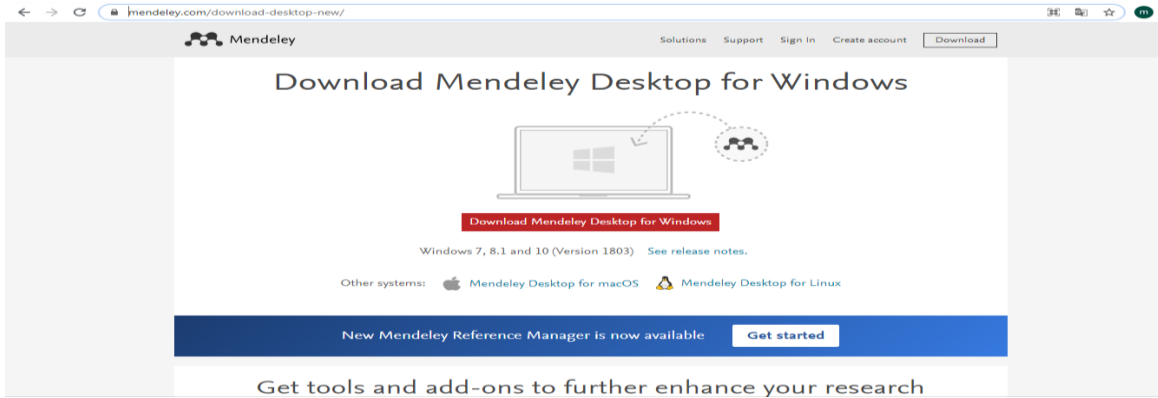 mendeley.com/download-desktop-new/
m
Mendeley
Solutions Support Sign In Create account Download
Download Mendeley Desktop for Windows
Download Mendeley Desktop for Windows
Windows 7, 8.1 and 10 (Version 1803) See release notes.
Other systems: Mendeley Desktop for macOS Mendeley Desktop for Linux
New Mendeley Reference Manager is now available Get started
Get tools and add-ons to further enhance your research